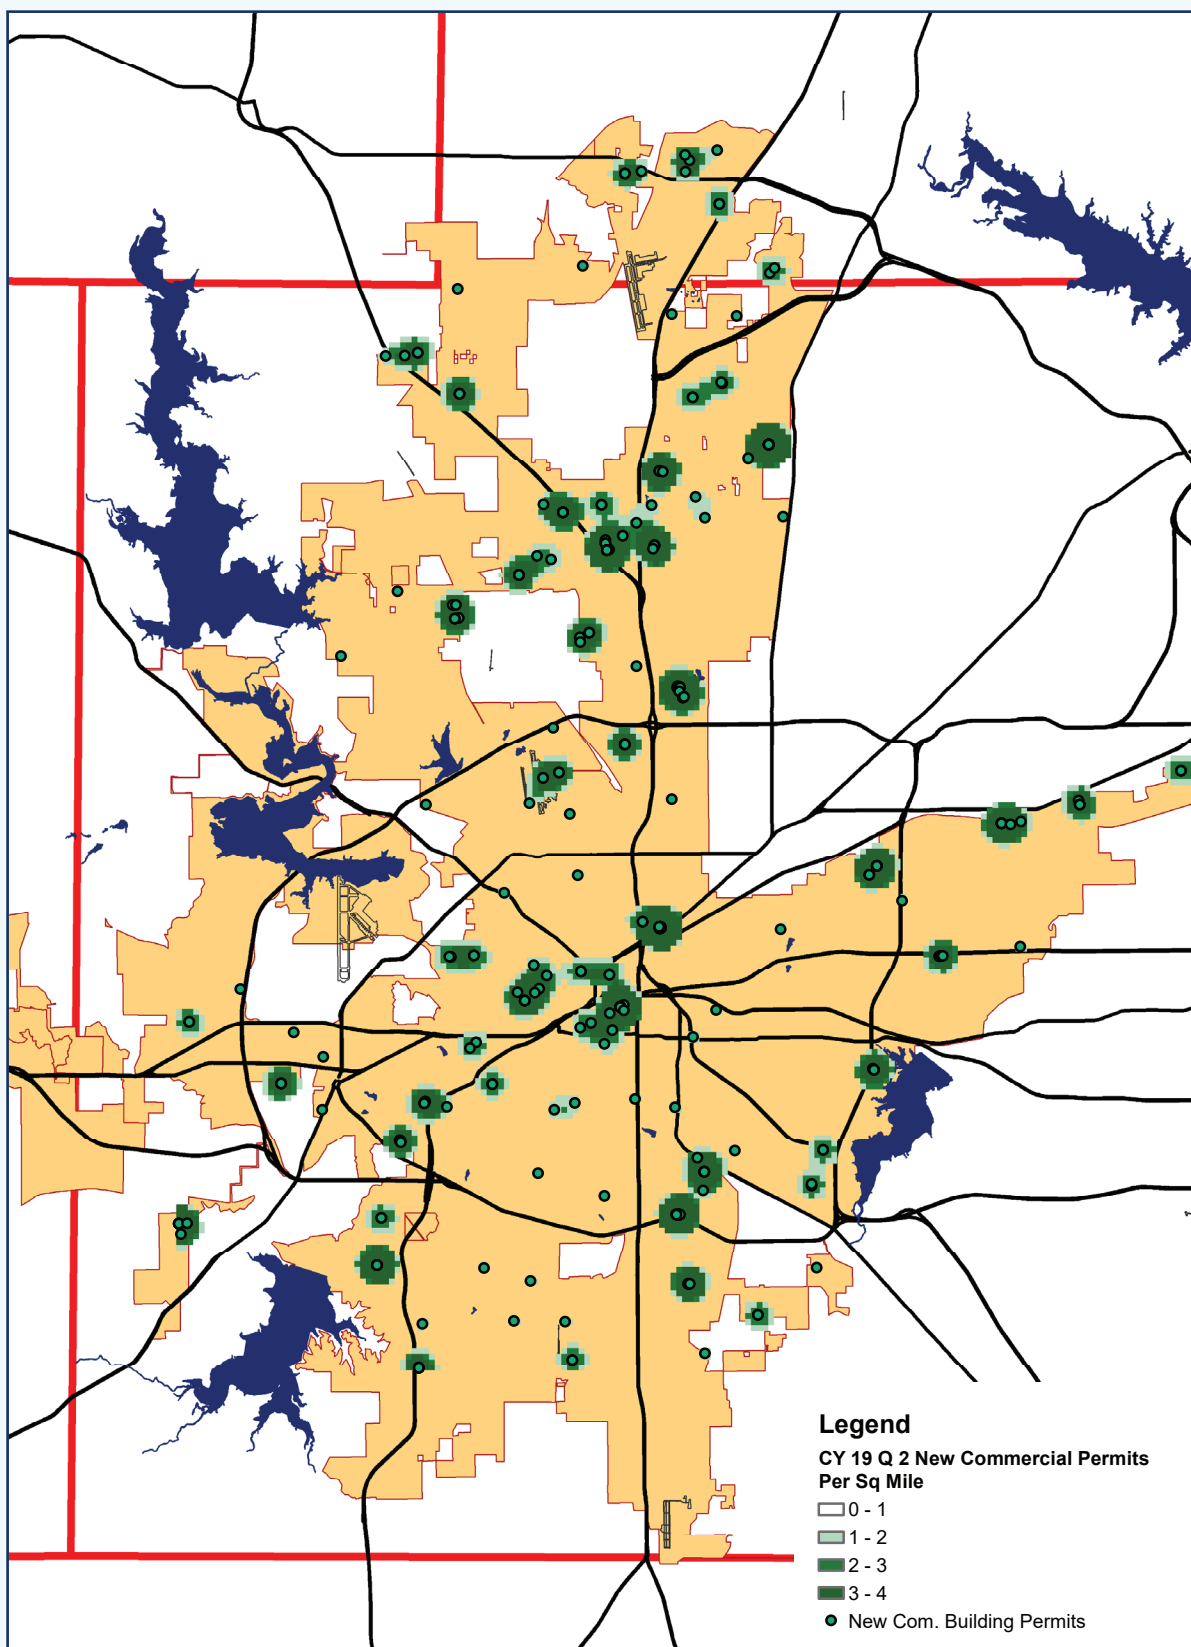 Legend
CY 19 Q 2 New Commercial Permits
Per Sq Mile
0 - 1
1 - 2
2 - 3
3 - 4
New Com. Building Permits